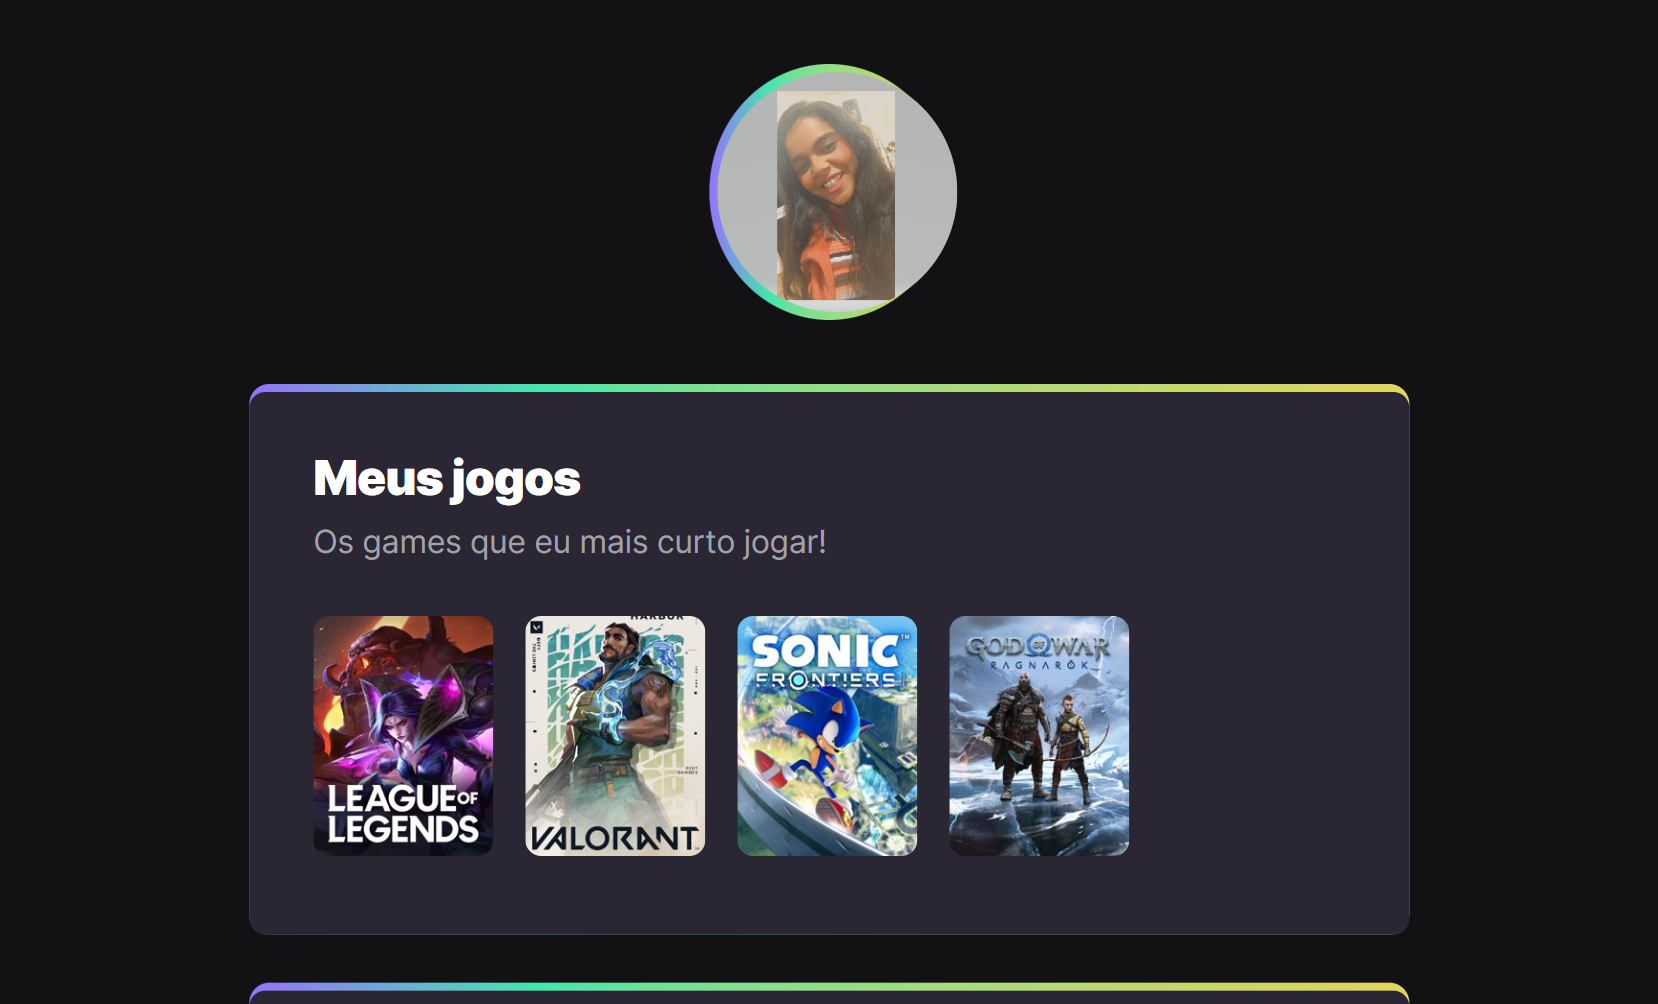 Meus jogos
Os games que eu mais curto jogar!
LEAGUE OF
LEGENDS
HARBOR
VALORANT
SONIC™
FRONTIERS
GOD OF WAR
RAGNARÖK